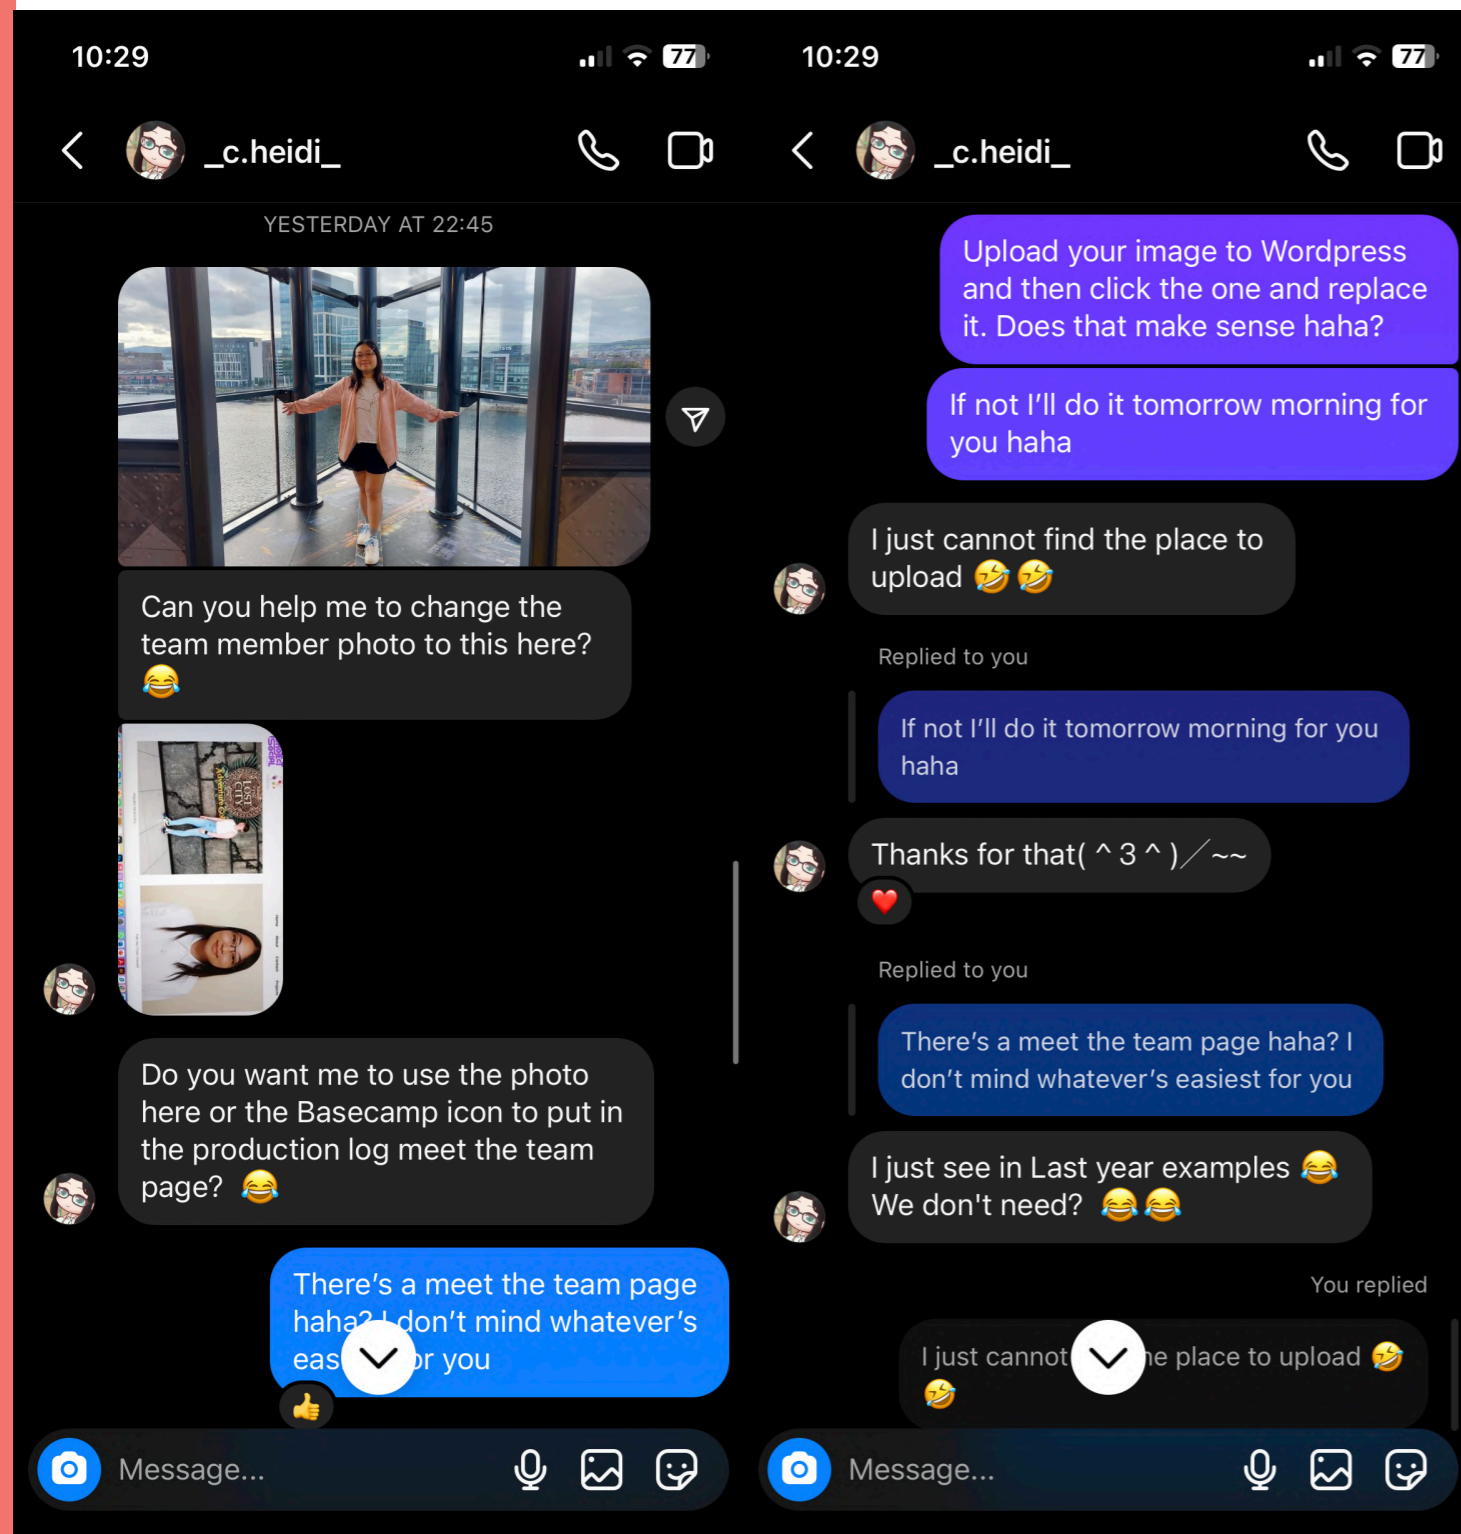 10:29
77
_c.heidi_
YESTERDAY AT 22:45
Can you help me to change the
team member photo to this here?
😂
LOST
CITY
Adventure
Do you want me to use the photo
here or the Basecamp icon to put in
the production log meet the team
page? 😂
There's a meet the team page
haha? I don't mind whatever's
eas or you
👍
Message...
10:29
77
_c.heidi_
Upload your image to Wordpress
and then click the one and replace
it. Does that make sense haha?
If not I'll do it tomorrow morning for
you haha
I just cannot find the place to
upload 🤣🤣
Replied to you
If not I'll do it tomorrow morning for you
haha
Thanks for that( ^ 3 ^ )／~~
❤️
Replied to you
There's a meet the team page haha? I
don't mind whatever's easiest for you
I just see in Last year examples 😂
We don't need? 😂😂
You replied
I just cannot he place to upload 🤣
🤣
Message...